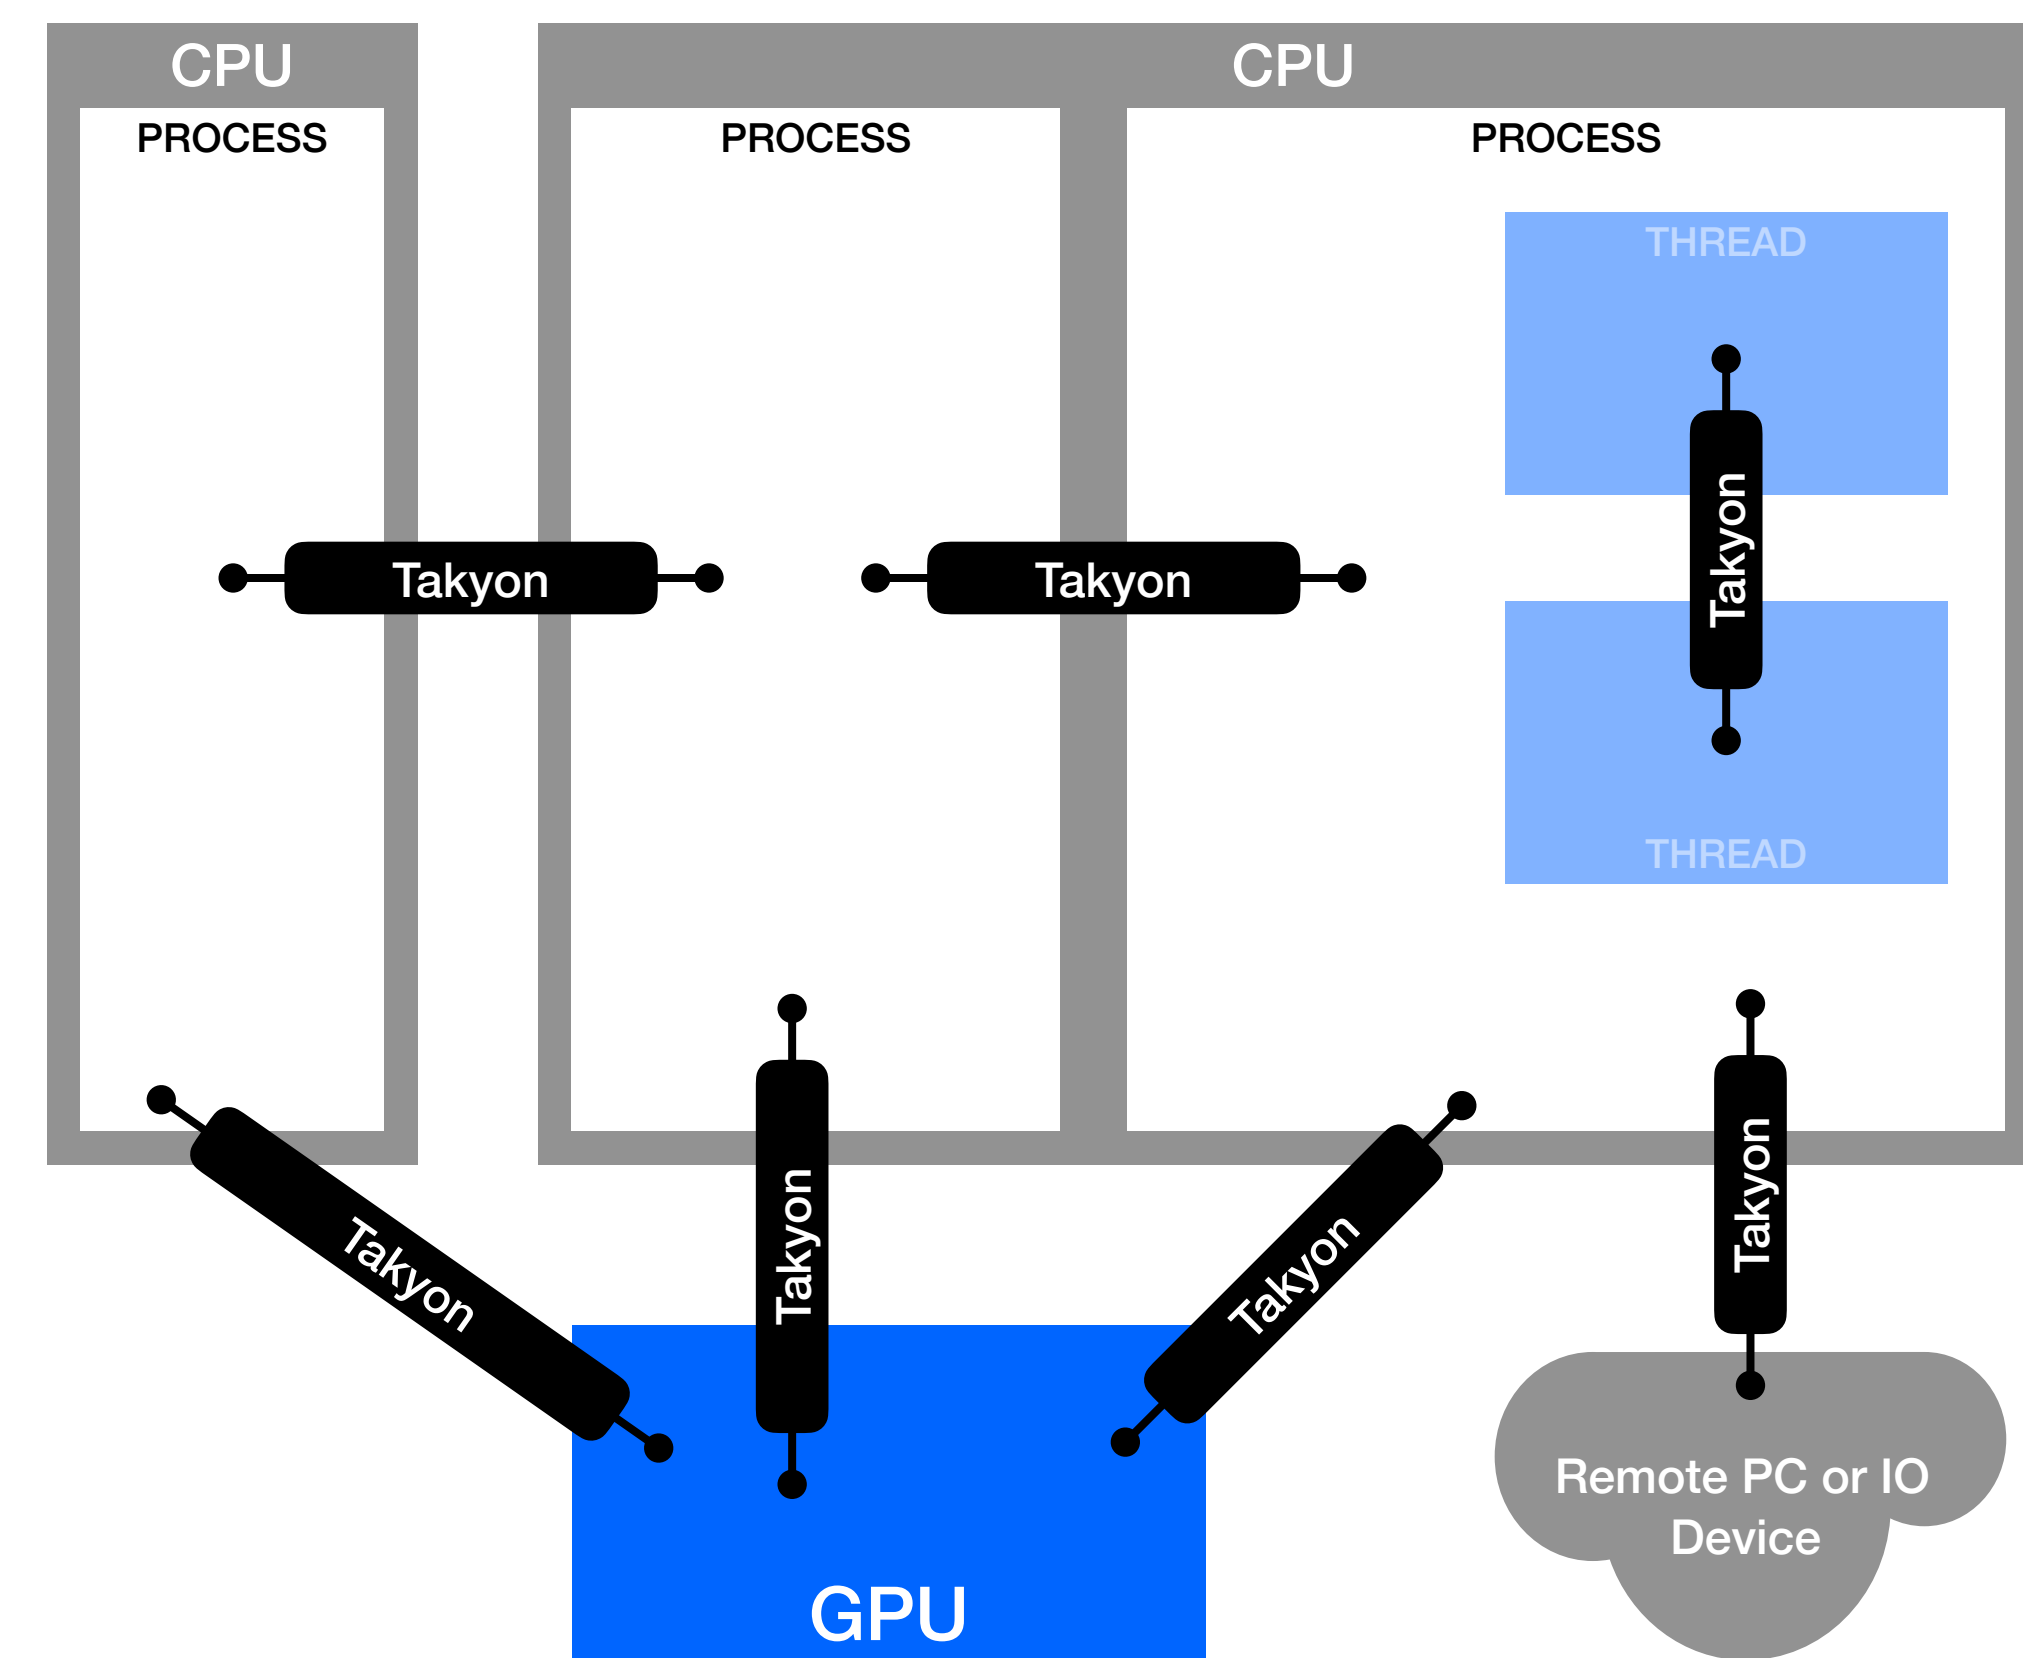 CPU
CPU
PROCESS
PROCESS
PROCESS
THREAD
Takyon
Takyon
Takyon
THREAD
Takyon
Takyon
Takyon
Takyon
Remote PC or IO
Device
GPU